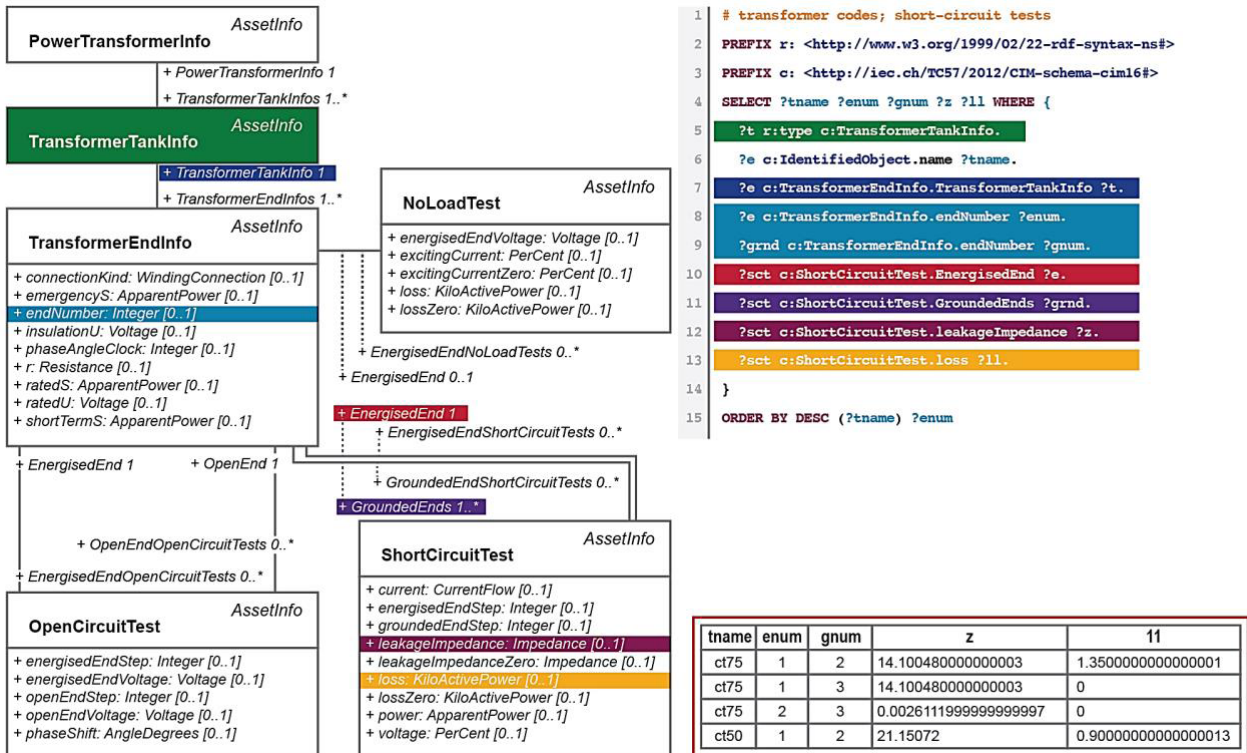 AssetInfo
PowerTransformerInfo
+ PowerTransformerInfo 1
+ TransformerTankInfos 1..*
AssetInfo
TransformerTankInfo
+ TransformerTankInfo 1
+ TransformerEndInfos 1..*
AssetInfo
TransformerEndInfo
+ connectionKind: WindingConnection [0..1]
+ emergencyS: ApparentPower [0..1]
+ endNumber: Integer [0..1]
+ insulationU: Voltage [0..1]
+ phaseAngleClock: Integer [0..1]
+ r: Resistance [0..1]
+ ratedS: ApparentPower [0..1]
+ ratedU: Voltage [0..1]
+ shortTermS: ApparentPower [0..1]
AssetInfo
NoLoadTest
+ energisedEndVoltage: Voltage [0..1]
+ excitingCurrent: PerCent [0..1]
+ excitingCurrentZero: PerCent [0..1]
+ loss: KiloActivePower [0..1]
+ lossZero: KiloActivePower [0..1]
+ EnergisedEndNoLoadTests 0..*
+ EnergisedEnd 0..1
+ EnergisedEnd 1
+ EnergisedEndShortCircuitTests 0..*
+ GroundedEndShortCircuitTests 0..*
+ GroundedEnds 1..*
+ EnergisedEnd 1
+ OpenEnd 1
+ OpenEndOpenCircuitTests 0..*
+ EnergisedEndOpenCircuitTests 0..*
AssetInfo
OpenCircuitTest
+ energisedEndStep: Integer [0..1]
+ energisedEndVoltage: Voltage [0..1]
+ openEndStep: Integer [0..1]
+ openEndVoltage: Voltage [0..1]
+ phaseShift: AngleDegrees [0..1]
AssetInfo
ShortCircuitTest
+ current: CurrentFlow [0..1]
+ energisedEndStep: Integer [0..1]
+ groundedEndStep: Integer [0..1]
+ leakageImpedance: Impedance [0..1]
+ leakageImpedanceZero: Impedance [0..1]
+ loss: KiloActivePower [0..1]
+ lossZero: KiloActivePower [0..1]
+ power: ApparentPower [0..1]
+ voltage: PerCent [0..1]
1 # transformer codes; short-circuit tests
2 PREFIX r: <http://www.w3.org/1999/02/22-rdf-syntax-ns#>
3 PREFIX c: <http://iec.ch/TC57/2012/CIM-schema-cim16#>
4 SELECT ?tname ?enum ?gnum ?z ?ll WHERE {
5 ?t r:type c:TransformerTankInfo.
6 ?e c:IdentifiedObject.name ?tname.
7 ?e c:TransformerEndInfo.TransformerTankInfo ?t.
8 ?e c:TransformerEndInfo.endNumber ?enum.
9 ?grnd c:TransformerEndInfo.endNumber ?gnum.
10 ?sct c:ShortCircuitTest.EnergisedEnd ?e.
11 ?sct c:ShortCircuitTest.GroundedEnds ?grnd.
12 ?sct c:ShortCircuitTest.leakageImpedance ?z.
13 ?sct c:ShortCircuitTest.loss ?ll.
14 }
15 ORDER BY DESC (?tname) ?enum
tname enum gnum z 11
ct75 1 2 14.100480000000003 1.3500000000000001
ct75 1 3 14.100480000000003 0
ct75 2 3 0.0026111999999999997 0
ct50 1 2 21.15072 0.90000000000000013